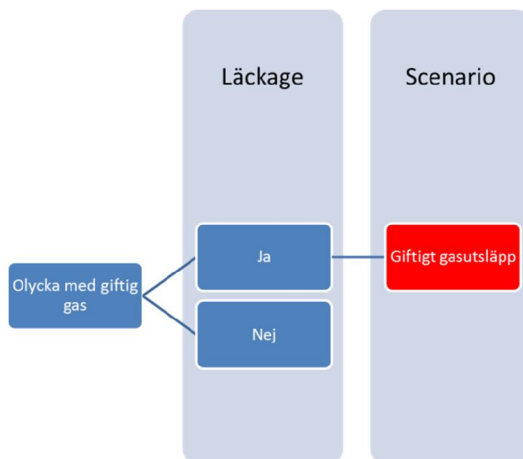 Läckage
Scenario
Olycka med giftig
gas
Ja
Giftigt gasutsläpp
Nej